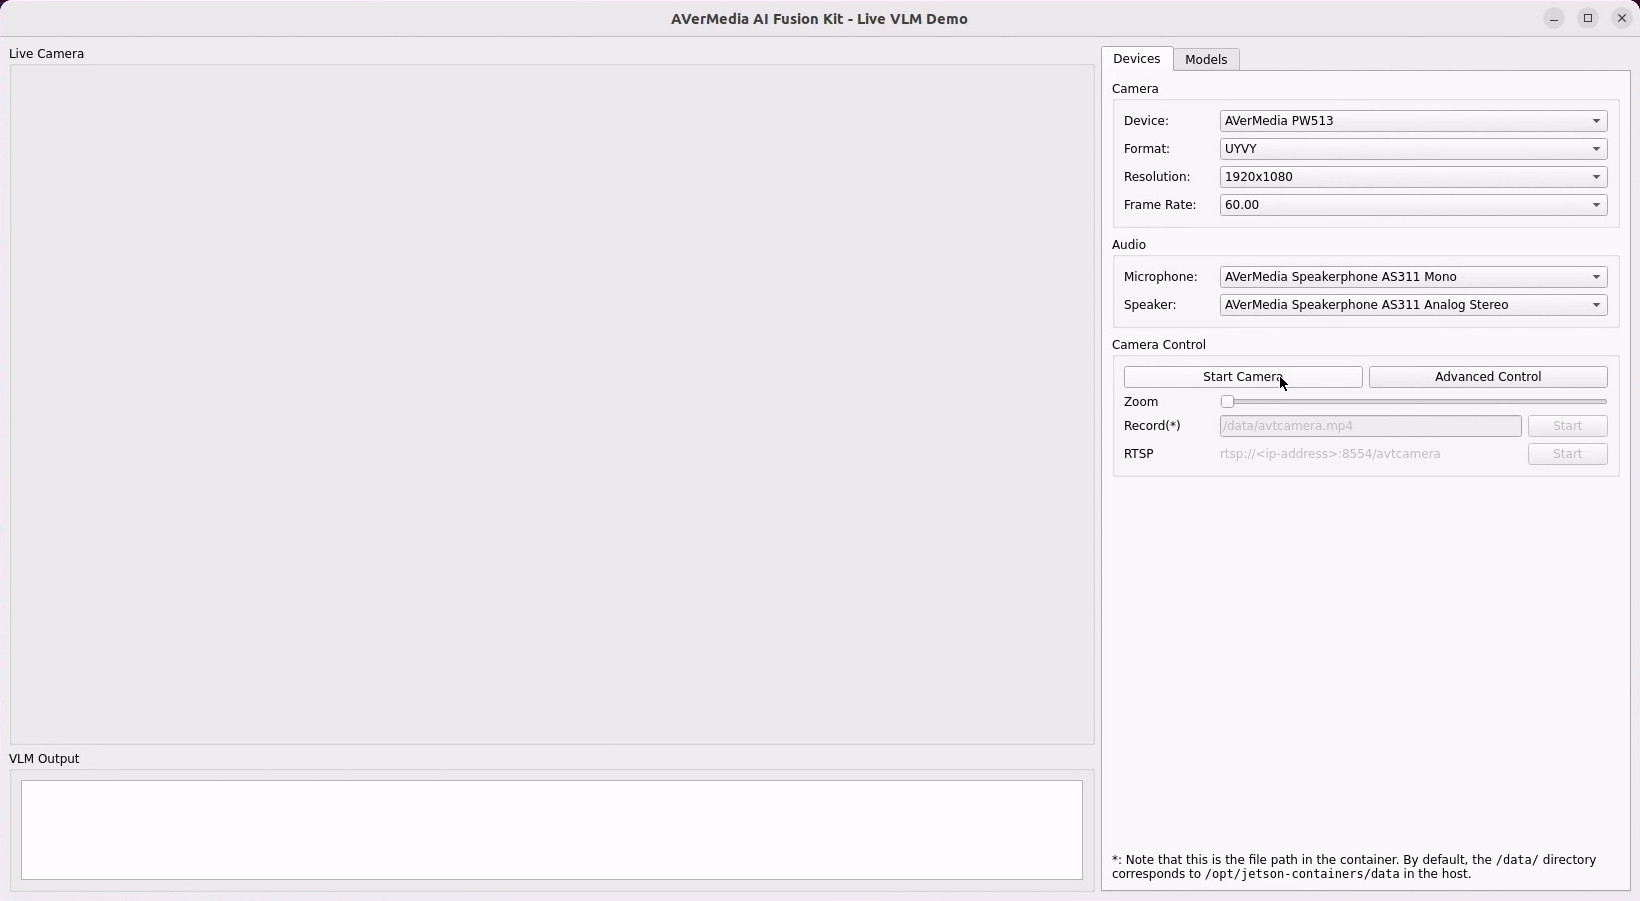 AVerMedia AI Fusion Kit - Live VLM Demo
Live Camera
VLM Output
Devices
Models
Camera
Device:
AVerMedia PW513
Format:
UYVY
Resolution:
1920x1080
Frame Rate:
60.00
Audio
Microphone:
AVerMedia Speakerphone AS311 Mono
Speaker:
AVerMedia Speakerphone AS311 Analog Stereo
Camera Control
Start Camera
Advanced Control
Zoom
Record(*)
/data/avtcamera.mp4
Start
RTSP
rtsp://<ip-address>:8554/avtcamera
Start
*: Note that this is the file path in the container. By default, the /data/ directory
corresponds to /opt/jetson-containers/data in the host.